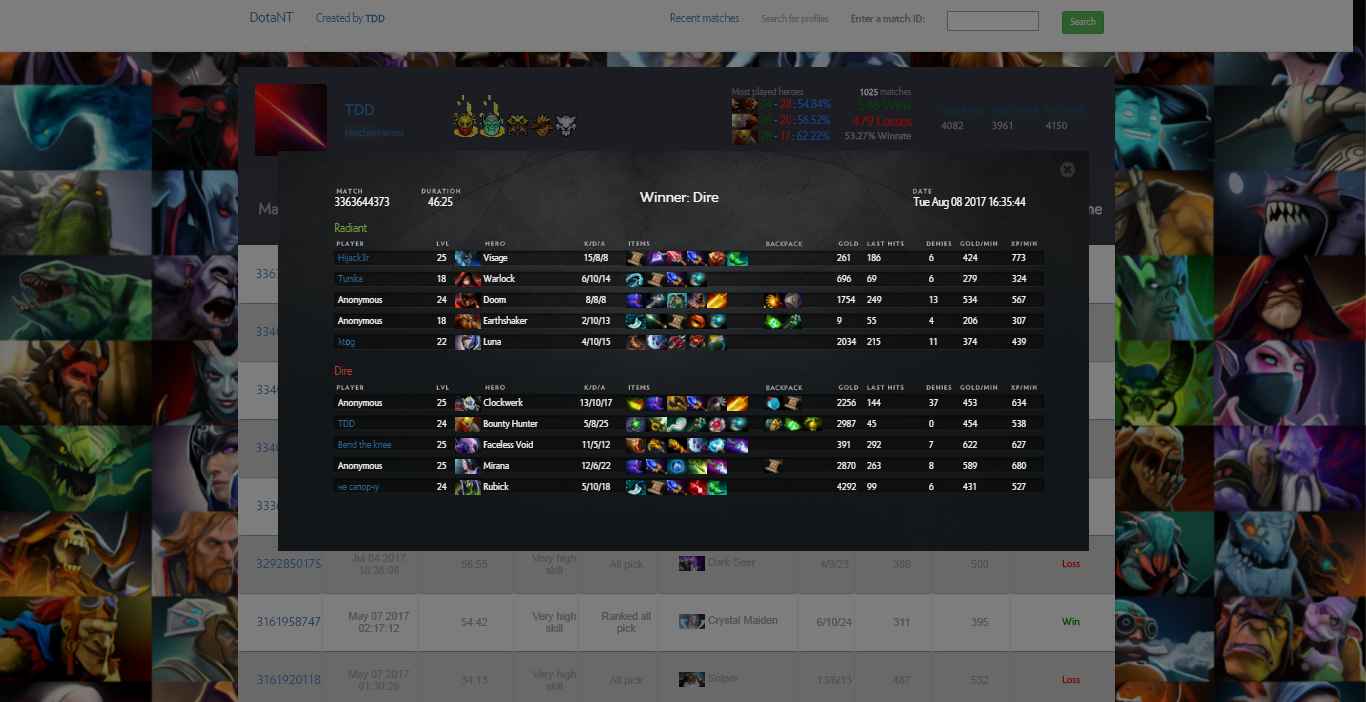 DotaNT Created by TDD Recent matches Search for profiles Enter a match ID: Search
TDD
Matches Heroes
Most played heroes
34 - 28 : 54.84%
26 - 20 : 56.52%
28 - 17 : 62.22%
1025 matches
546 Wins
479 Losses
53.27% Winrate
4082 3961 4150
MATCH DURATION DATE
3363644373 46:25 Winner: Dire Tue Aug 08 2017 16:35:44
Radiant
PLAYER LVL HERO K/D/A ITEMS BACKPACK GOLD LAST HITS DENIES GOLD/MIN XP/MIN
Hijack3r 25 Visage 15/8/8 261 186 6 424 773
Turska 18 Warlock 6/10/14 696 69 6 279 324
Anonymous 24 Doom 8/8/8 1754 249 13 534 567
Anonymous 18 Earthshaker 2/10/13 9 55 4 206 307
22 Luna 4/10/15 2034 215 11 374 439
Dire
PLAYER LVL HERO K/D/A ITEMS BACKPACK GOLD LAST HITS DENIES GOLD/MIN XP/MIN
Anonymous 25 Clockwerk 13/10/17 2256 144 37 453 634
TDD 24 Bounty Hunter 5/8/25 2987 45 0 454 538
Bend the knee 25 Faceless Void 11/5/12 391 292 7 622 627
Anonymous 25 Mirana 12/6/22 2870 263 8 589 680
не сапорчу 24 Rubick 5/10/18 4292 99 6 431 527
3292850175 Jul 04 2017 18:38:08 56:55 Very high skill All pick Dark Seer 4/9/23 388 500 Loss
3161958747 May 07 2017 02:17:12 54:42 Very high skill Ranked all pick Crystal Maiden 6/10/24 311 395 Win
3161920118 May 07 2017 01:30:26 34:13 Very high skill All pick Sniper 13/6/13 487 532 Loss